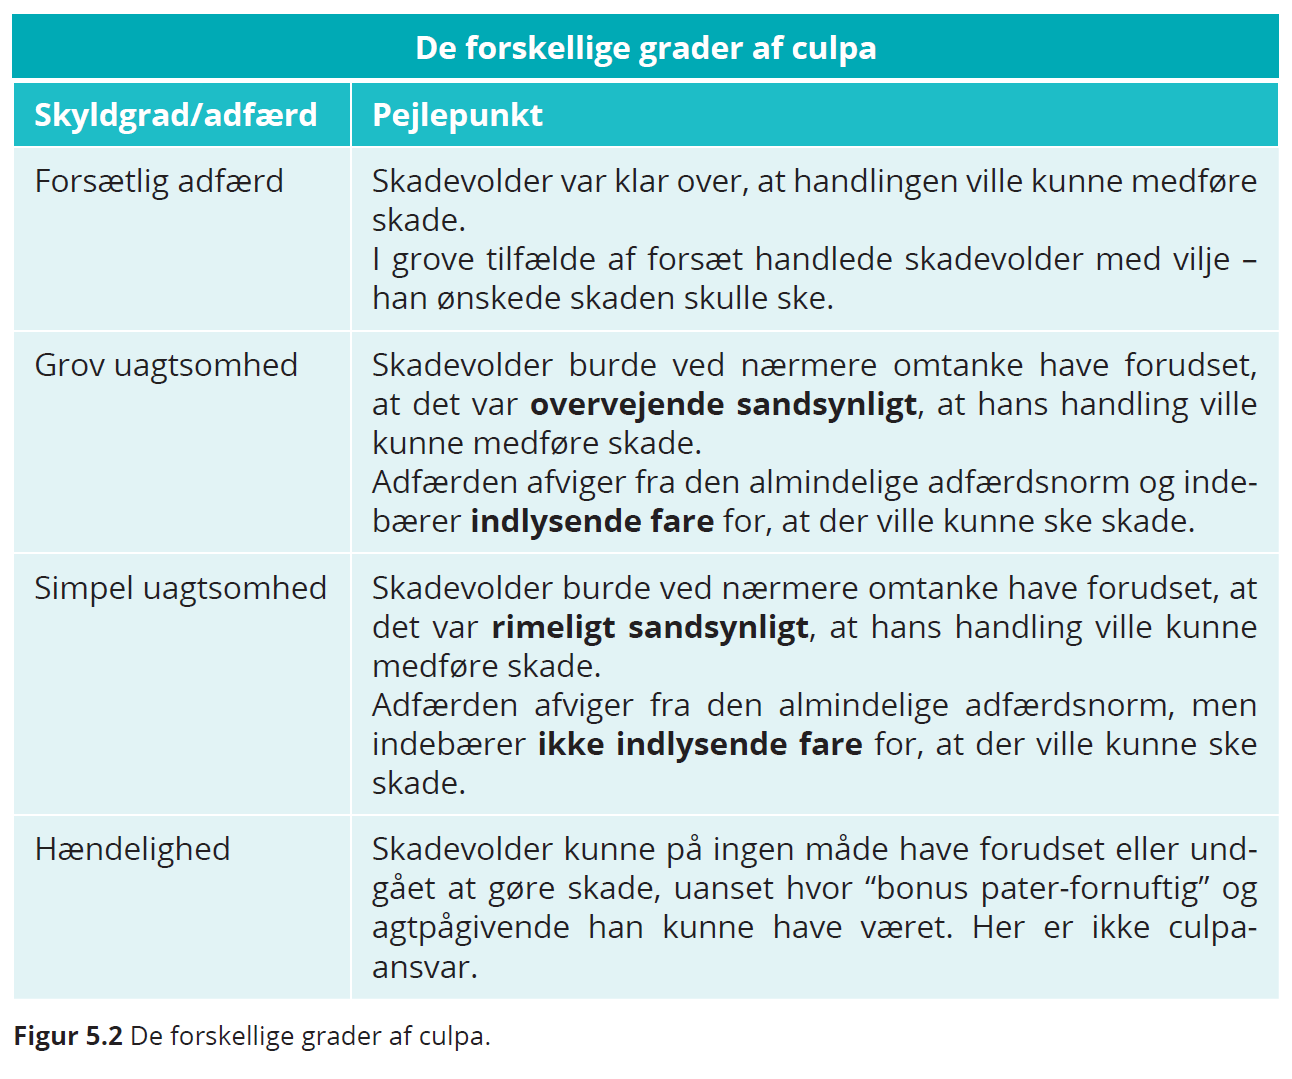 De forskellige grader af culpa
Skyldgrad/adfærd
Pejlepunkt
Forsætlig adfærd
Skadevolder var klar over, at handlingen ville kunne medføre
skade.
I grove tilfælde af forsæt handlede skadevolder med vilje –
han ønskede skaden skulle ske.
Grov uagtsomhed
Skadevolder burde ved nærmere omtanke have forudset,
at det var overvejende sandsynligt, at hans handling ville
kunne medføre skade.
Adfærden afviger fra den almindelige adfærdsnorm og inde-
bærer indlysende fare for, at der ville kunne ske skade.
Simpel uagtsomhed
Skadevolder burde ved nærmere omtanke have forudset, at
det var rimeligt sandsynligt, at hans handling ville kunne
medføre skade.
Adfærden afviger fra den almindelige adfærdsnorm, men
indebærer ikke indlysende fare for, at der ville kunne ske
skade.
Hændelighed
Skadevolder kunne på ingen måde have forudset eller und-
gået at gøre skade, uanset hvor “bonus pater-fornuftig” og
agtpågivende han kunne have været. Her er ikke culpa-
ansvar.
Figur 5.2 De forskellige grader af culpa.